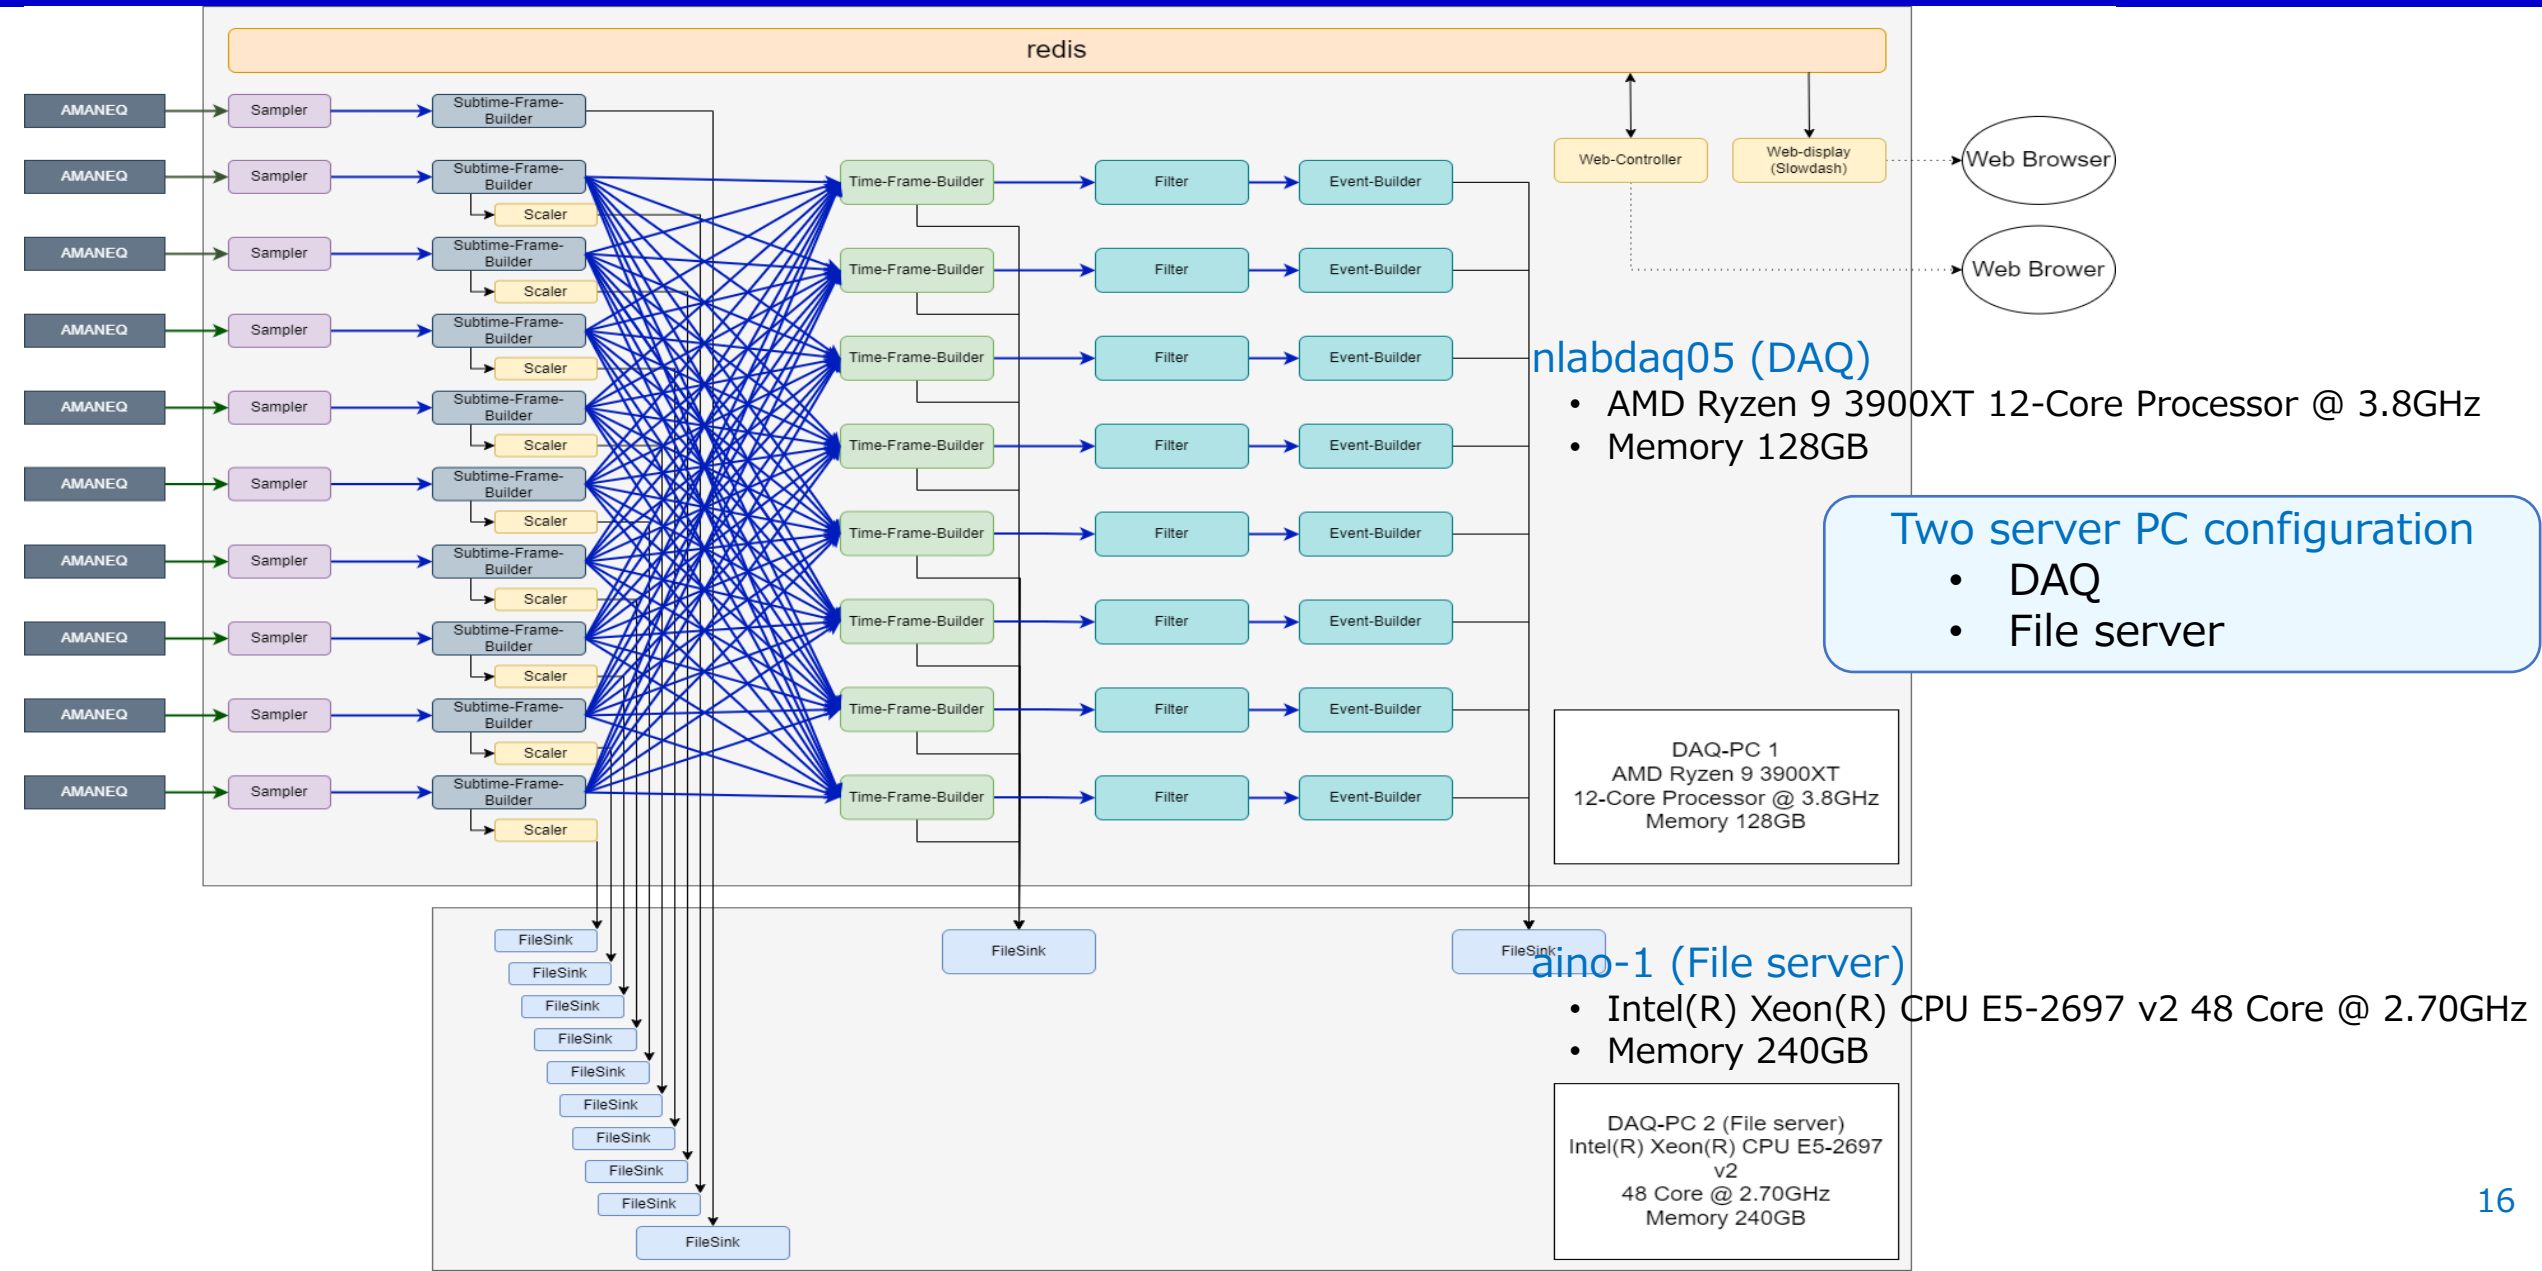 redis
AMANEQ
Sampler
Subtime-Frame-
Builder
AMANEQ
Sampler
Subtime-Frame-
Builder
Scaler
Time-Frame-Builder
Filter
Event-Builder
Web-Controller
Web-display
(Slowdash)
Web Browser
AMANEQ
Sampler
Subtime-Frame-
Builder
Scaler
Time-Frame-Builder
Filter
Event-Builder
Web Brower
AMANEQ
Sampler
Subtime-Frame-
Builder
Scaler
Time-Frame-Builder
Filter
Event-Builder
nlabdaq05 (DAQ)
• AMD Ryzen 9 3900XT 12-Core Processor @ 3.8GHz
• Memory 128GB
AMANEQ
Sampler
Subtime-Frame-
Builder
Scaler
Time-Frame-Builder
Filter
Event-Builder
AMANEQ
Sampler
Subtime-Frame-
Builder
Scaler
Time-Frame-Builder
Filter
Event-Builder
Two server PC configuration
• DAQ
• File server
AMANEQ
Sampler
Subtime-Frame-
Builder
Scaler
Time-Frame-Builder
Filter
Event-Builder
AMANEQ
Sampler
Subtime-Frame-
Builder
Scaler
Time-Frame-Builder
Filter
Event-Builder
AMANEQ
Sampler
Subtime-Frame-
Builder
Scaler
Time-Frame-Builder
Filter
Event-Builder
AMANEQ
Sampler
Subtime-Frame-
Builder
Scaler
DAQ-PC 1
AMD Ryzen 9 3900XT
12-Core Processor @ 3.8GHz
Memory 128GB
FileSink
FileSink
FileSink
FileSink
FileSink
FileSink
FileSink
FileSink
FileSink
FileSink
FileSink
FileSink
aino-1 (File server)
• Intel(R) Xeon(R) CPU E5-2697 v2 48 Core @ 2.70GHz
• Memory 240GB
DAQ-PC 2 (File server)
Intel(R) Xeon(R) CPU E5-2697
v2
48 Core @ 2.70GHz
Memory 240GB
16